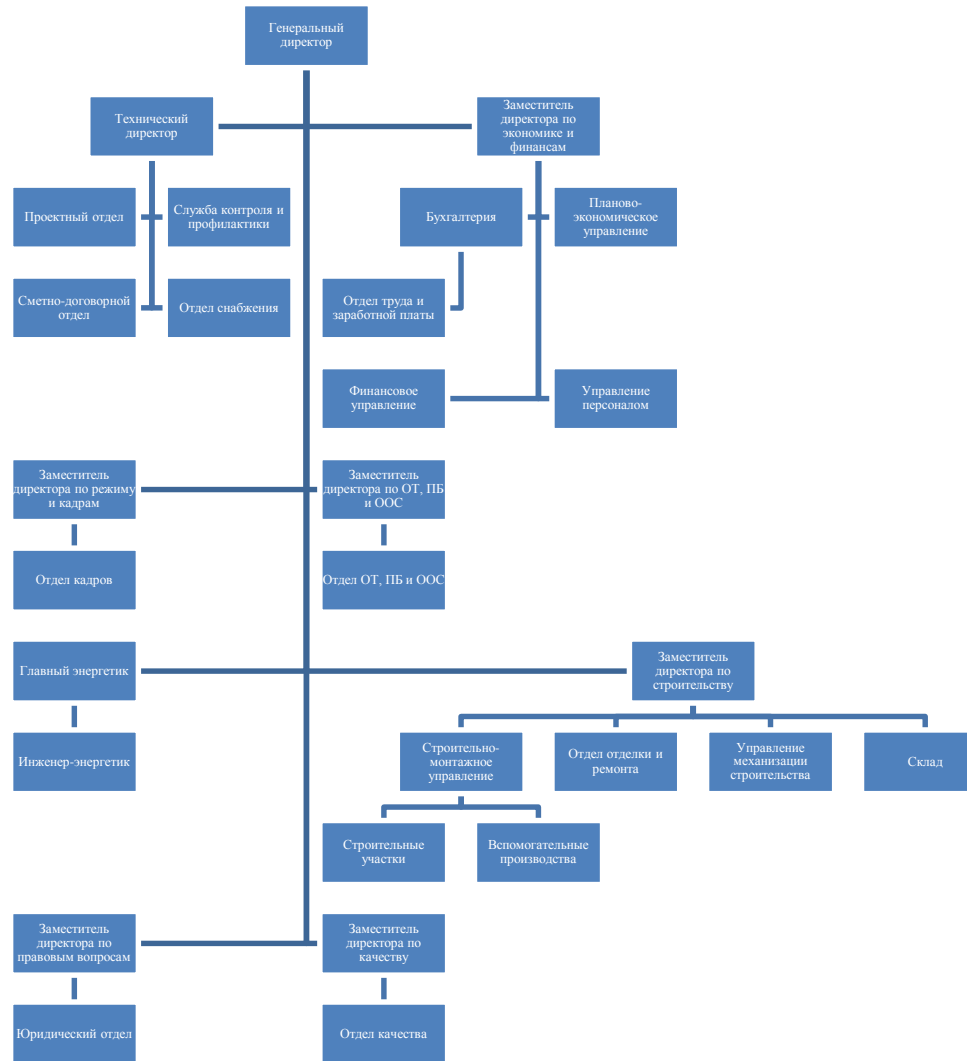 Генеральный
директор
Технический
директор
Заместитель
директора по
экономике и
финансам
Проектный отдел
Служба контроля и
профилактики
Бухгалтерия
Планово-
экономическое
управление
Сметно-договорной
отдел
Отдел снабжения
Отдел труда и
заработной платы
Финансовое
управление
Управление
персоналом
Заместитель
директора по режиму
и кадрам
Заместитель
директора по ОТ, ПБ
и ООС
Отдел кадров
Отдел ОТ, ПБ и ООС
Главный энергетик
Заместитель
директора по
строительству
Инженер-энергетик
Строительно-
монтажное
управление
Отдел отделки и
ремонта
Управление
механизации
строительства
Склад
Строительные
участки
Вспомогательные
производства
Заместитель
директора по
правовым вопросам
Заместитель
директора по
качеству
Юридический отдел
Отдел качества